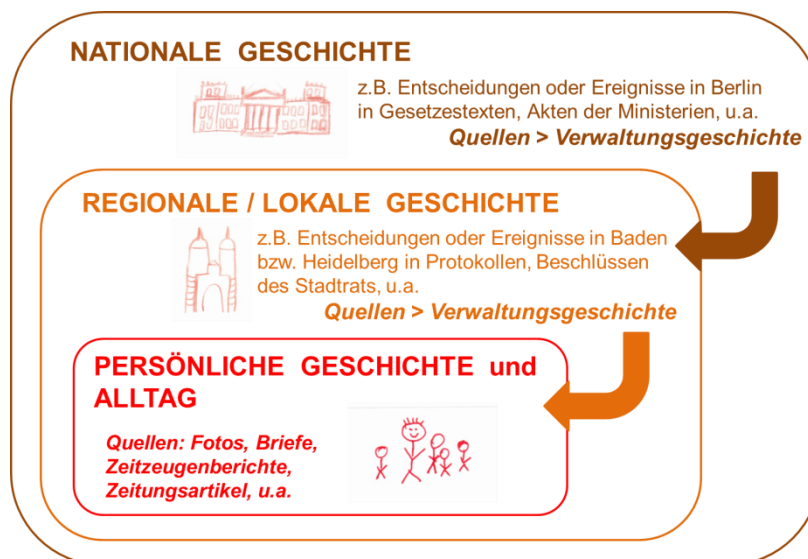 NATIONALE GESCHICHTE
z.B. Entscheidungen oder Ereignisse in Berlin
in Gesetzestexten, Akten der Ministerien, u.a.
Quellen > Verwaltungsgeschichte
REGIONALE / LOKALE GESCHICHTE
z.B. Entscheidungen oder Ereignisse in Baden
bzw. Heidelberg in Protokollen, Beschlüssen
des Stadtrats, u.a.
Quellen > Verwaltungsgeschichte
PERSÖNLICHE GESCHICHTE und
ALLTAG
Quellen: Fotos, Briefe,
Zeitzeugenberichte,
Zeitungsartikel, u.a.